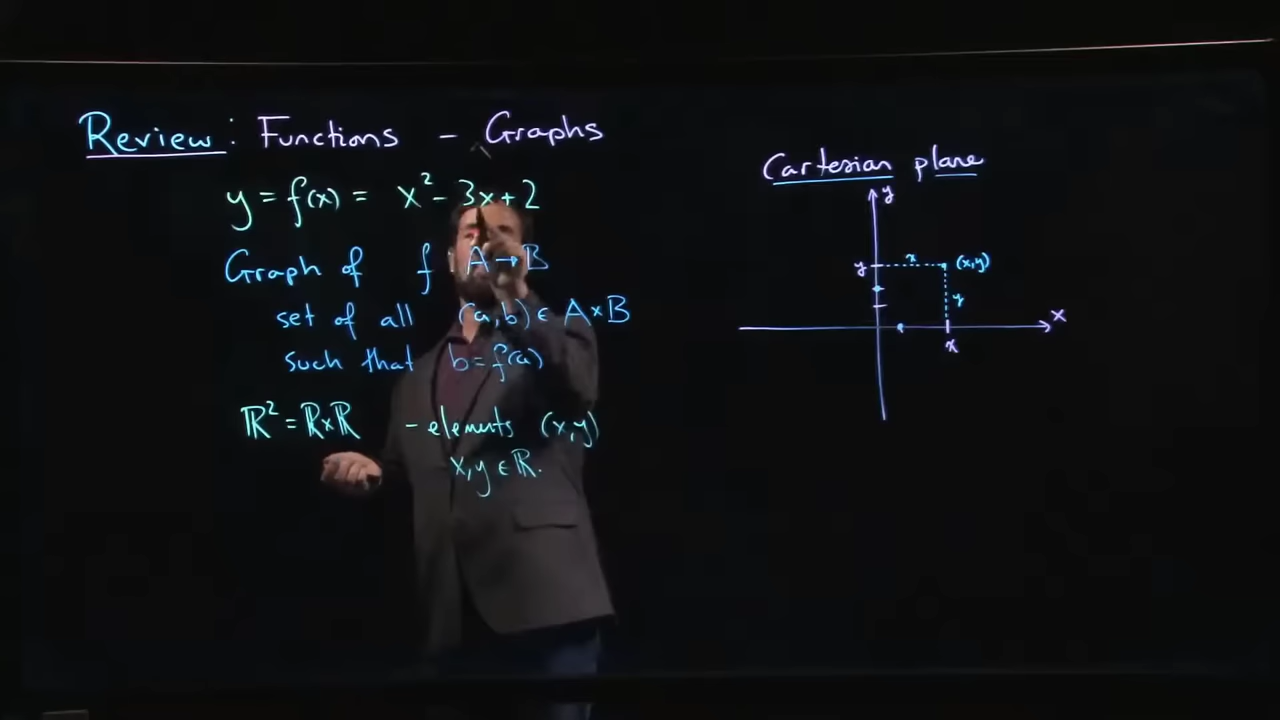 Review: Functions - Graphs
y = f(x) = x² - 3x + 2
Graph of f: A → B
set of all (a,b) ∈ A×B
such that b = f(a)
ℝ² = ℝ×ℝ - elements (x,y)
x,y ∈ ℝ.
Cartesian plane
y
y x (x,y)
y
x
x